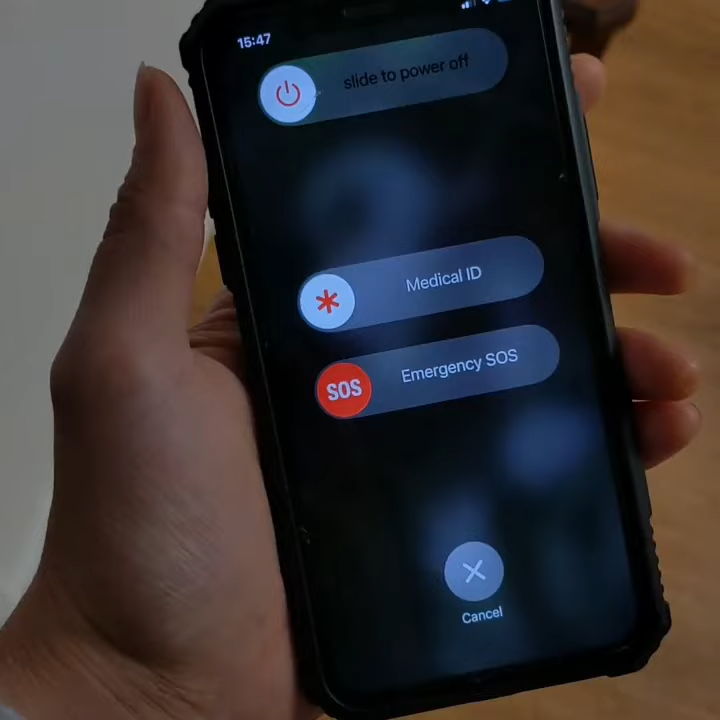 15:47
slide to power off
Medical ID
SOS
Emergency SOS
Cancel